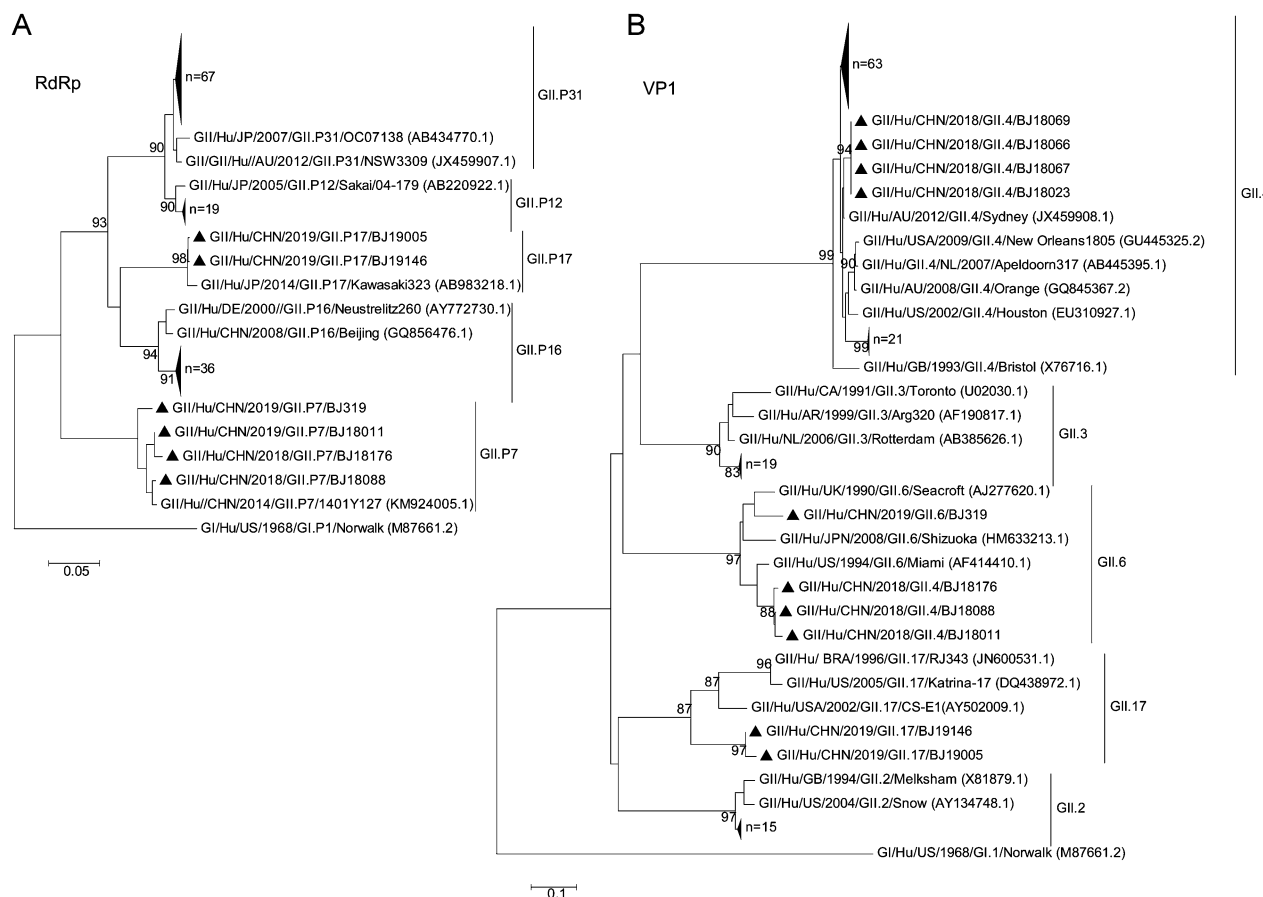 A
RdRp
n=67
GII/Hu/JP/2007/GII.P31/OC07138 (AB434770.1)
90
GII/GII/Hu//AU/2012/GII.P31/NSW3309 (JX459907.1)
GII.P31
GII/Hu/JP/2005/GII.P12/Sakai/04-179 (AB220922.1)
90
n=19
GII.P12
93
GII/Hu/CHN/2019/GII.P17/BJ19005
98
GII/Hu/CHN/2019/GII.P17/BJ19146
GII/Hu/JP/2014/GII.P17/Kawasaki323 (AB983218.1)
GII.P17
GII/Hu/DE/2000//GII.P16/Neustrelitz260 (AY772730.1)
GII/Hu/CHN/2008/GII.P16/Beijing (GQ856476.1)
94
91
n=36
GII.P16
GII/Hu/CHN/2019/GII.P7/BJ319
GII/Hu/CHN/2019/GII.P7/BJ18011
GII/Hu/CHN/2018/GII.P7/BJ18176
GII/Hu/CHN/2018/GII.P7/BJ18088
GII/Hu//CHN/2014/GII.P7/1401Y127 (KM924005.1)
GII.P7
GI/Hu/US/1968/GI.P1/Norwalk (M87661.2)
0.05
B
VP1
n=63
GII/Hu/CHN/2018/GII.4/BJ18069
94
GII/Hu/CHN/2018/GII.4/BJ18066
GII/Hu/CHN/2018/GII.4/BJ18067
GII/Hu/CHN/2018/GII.4/BJ18023
GII/Hu/AU/2012/GII.4/Sydney (JX459908.1)
GII/Hu/USA/2009/GII.4/New Orleans1805 (GU445325.2)
99
90
GII/Hu/GII.4/NL/2007/Apeldoorn317 (AB445395.1)
GII/Hu/AU/2008/GII.4/Orange (GQ845367.2)
GII/Hu/US/2002/GII.4/Houston (EU310927.1)
99
n=21
GII/Hu/GB/1993/GII.4/Bristol (X76716.1)
GII.
GII/Hu/CA/1991/GII.3/Toronto (U02030.1)
GII/Hu/AR/1999/GII.3/Arg320 (AF190817.1)
GII/Hu/NL/2006/GII.3/Rotterdam (AB385626.1)
90
83
n=19
GII.3
GII/Hu/UK/1990/GII.6/Seacroft (AJ277620.1)
GII/Hu/CHN/2019/GII.6/BJ319
GII/Hu/JPN/2008/GII.6/Shizuoka (HM633213.1)
97
GII/Hu/US/1994/GII.6/Miami (AF414410.1)
GII/Hu/CHN/2018/GII.4/BJ18176
88
GII/Hu/CHN/2018/GII.4/BJ18088
GII/Hu/CHN/2018/GII.4/BJ18011
GII.6
96
GII/Hu/ BRA/1996/GII.17/RJ343 (JN600531.1)
87
GII/Hu/US/2005/GII.17/Katrina-17 (DQ438972.1)
87
GII/Hu/USA/2002/GII.17/CS-E1(AY502009.1)
GII/Hu/CHN/2019/GII.17/BJ19146
97
GII/Hu/CHN/2019/GII.17/BJ19005
GII.17
GII/Hu/GB/1994/GII.2/Melksham (X81879.1)
GII/Hu/US/2004/GII.2/Snow (AY134748.1)
97
n=15
GII.2
GI/Hu/US/1968/GI.1/Norwalk (M87661.2)
0.1